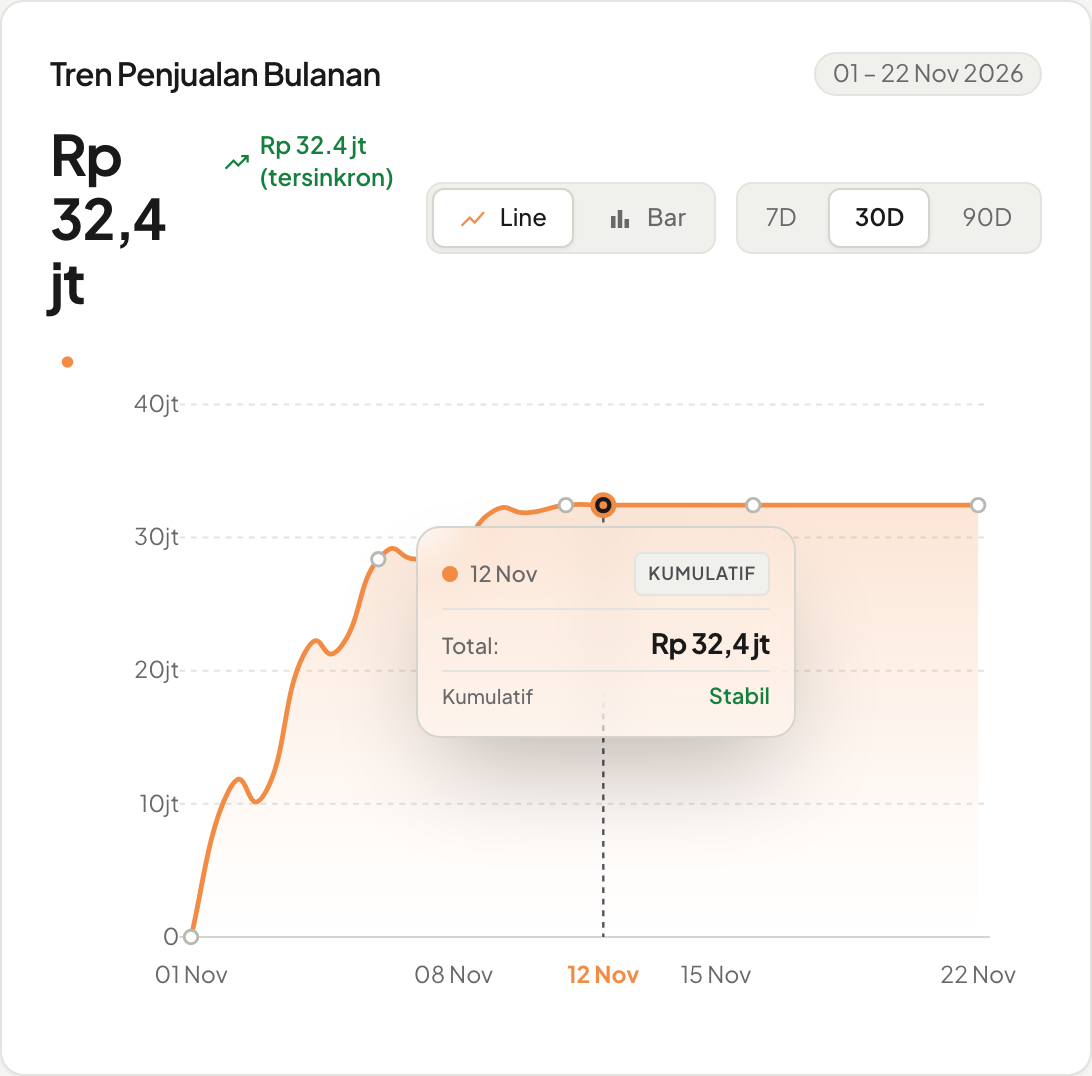 Tren Penjualan Bulanan
01 – 22 Nov 2026
Rp
32,4
jt
Rp 32.4 jt
(tersinkron)
Line
Bar
7D
30D
90D
40jt
30jt
20jt
10jt
0
12 Nov
KUMULATIF
Total:
Rp 32,4 jt
Kumulatif
Stabil
01 Nov
08 Nov
12 Nov
15 Nov
22 Nov